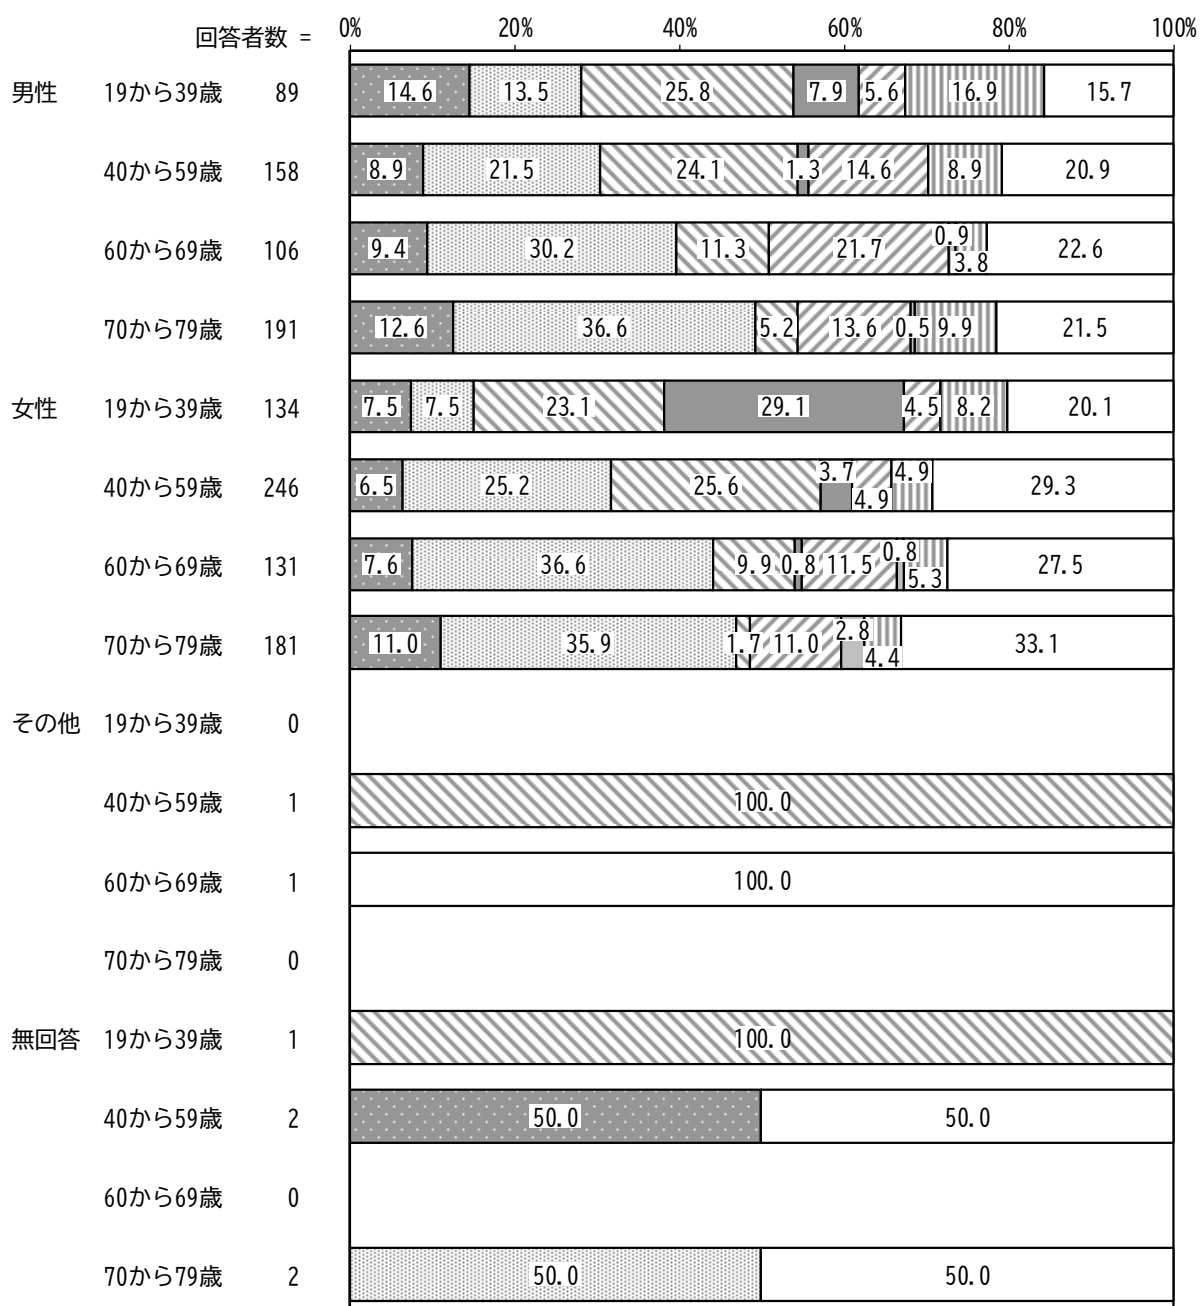 0% 20% 40% 60% 80% 100%
回答者数 =
男性 19から39歳 89 14.6 13.5 25.8 7.9 5.6 16.9 15.7
40から59歳 158 8.9 21.5 24.1 1.3 14.6 8.9 20.9
60から69歳 106 9.4 30.2 11.3 21.7 0.9 3.8 22.6
70から79歳 191 12.6 36.6 5.2 13.6 0.5 9.9 21.5
女性 19から39歳 134 7.5 7.5 23.1 29.1 4.5 8.2 20.1
40から59歳 246 6.5 25.2 25.6 3.7 4.9 4.9 29.3
60から69歳 131 7.6 36.6 9.9 0.8 11.5 0.8 5.3 27.5
70から79歳 181 11.0 35.9 1.7 11.0 2.8 4.4 33.1
その他 19から39歳 0
40から59歳 1 100.0
60から69歳 1 100.0
70から79歳 0
無回答 19から39歳 1 100.0
40から59歳 2 50.0 50.0
60から69歳 0
70から79歳 2 50.0 50.0